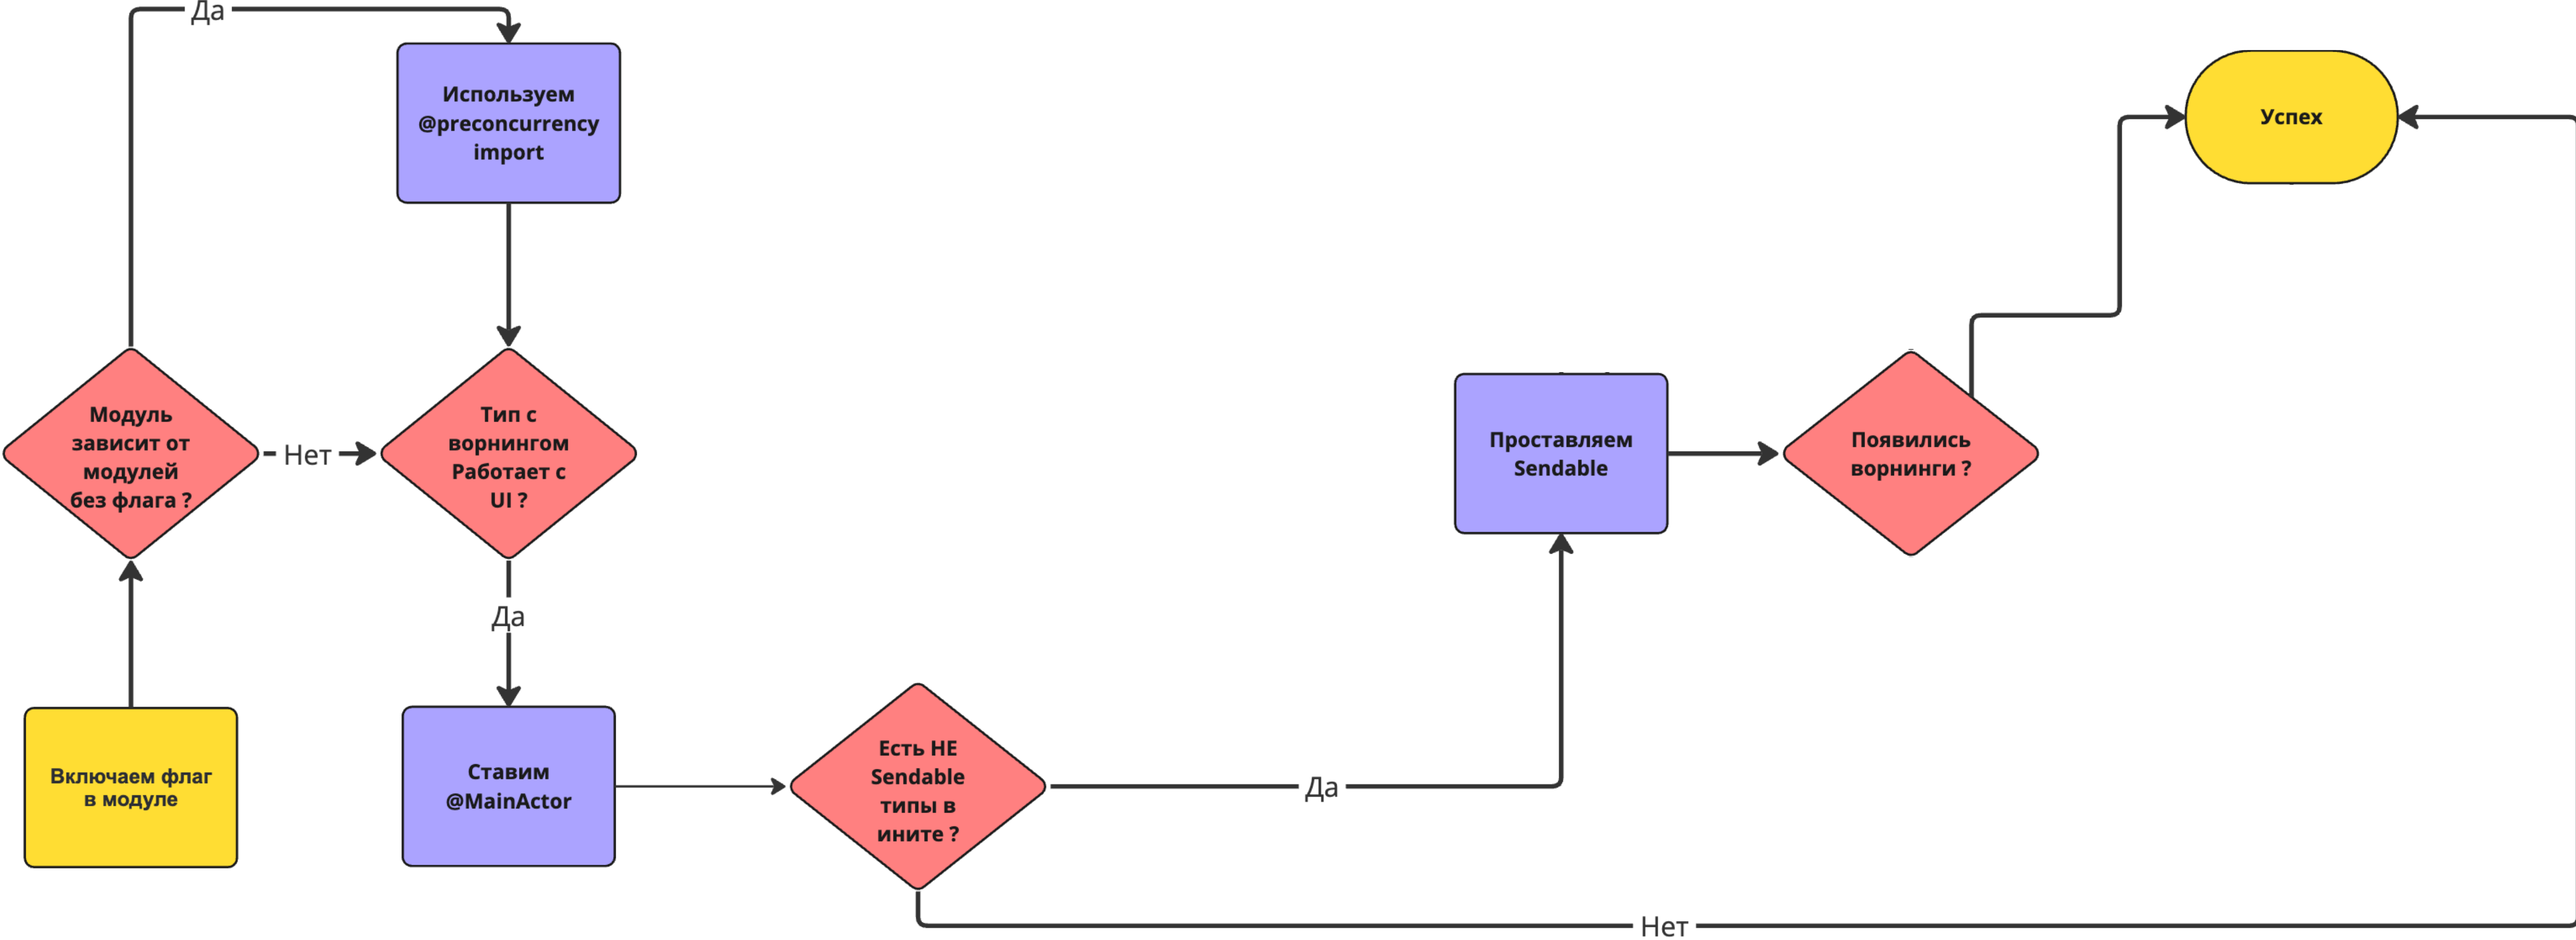 Да
Используем
@preconcurrency
import
Успех
Модуль
зависит от
модулей
без флага ?
Нет
Тип с
ворнингом
Работает с
UI ?
Проставляем
Sendable
Появились
ворнинги ?
Да
Включаем флаг
в модуле
Ставим
@MainActor
Есть НЕ
Sendable
типы в
ините ?
Да
Нет